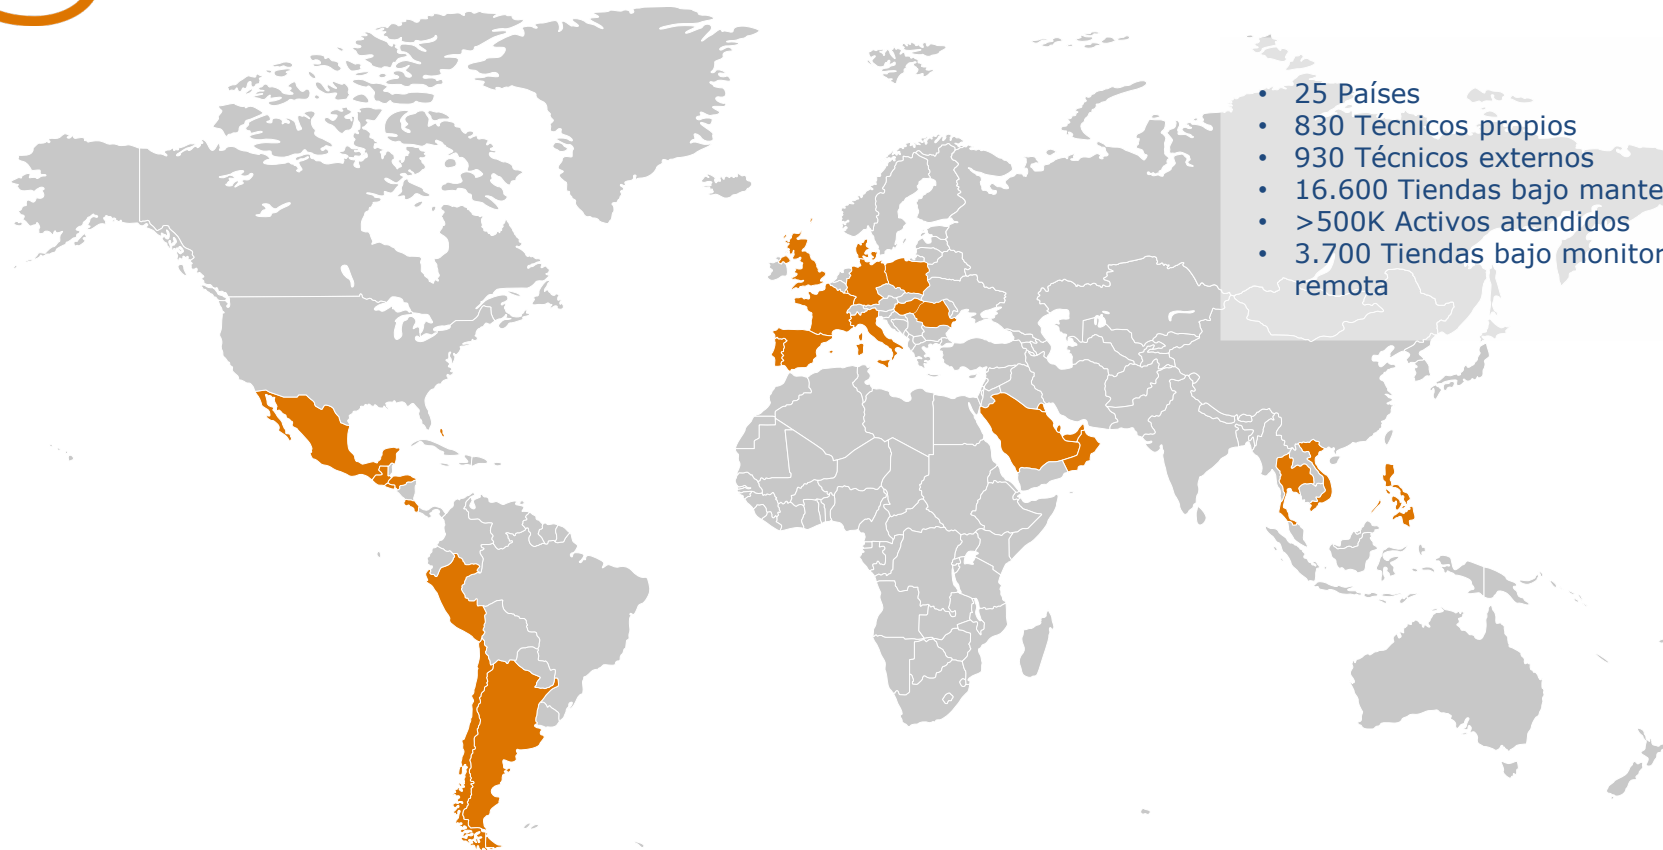 • 25 Países
• 830 Técnicos propios
• 930 Técnicos externos
• 16.600 Tiendas bajo mante
• >500K Activos atendidos
• 3.700 Tiendas bajo monitor
remota